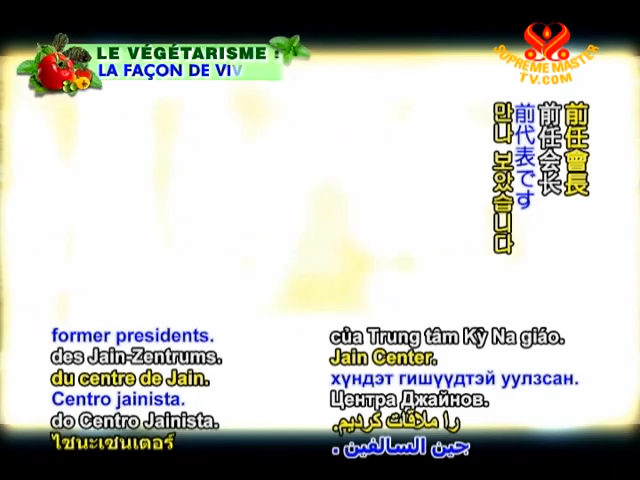 LE VÉGÉTARISME :
LA FAÇON DE VIV
SUPREME MASTER
TV.COM
前任會長
前任会长
前代表です
만나 보았습니다
former presidents.
des Jain-Zentrums.
du centre de Jain.
Centro jainista.
do Centro Jainista.
ไชนะเซนเตอร์
của Trung tâm Kỳ Na giáo.
Jain Center.
хүндэт гишүүдтэй уулзсан.
Центра Джайнов.
را ملاقات کردیم.
جين السالفين .